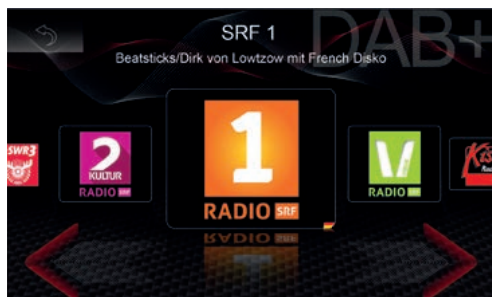 SRF 1
DAB+
Beatsticks/Dirk von Lowtzow mit French Disko
SWR3
2
KULTUR
RADIO SRF
1
RADIO SRF
V
RADIO SRF
Kiss